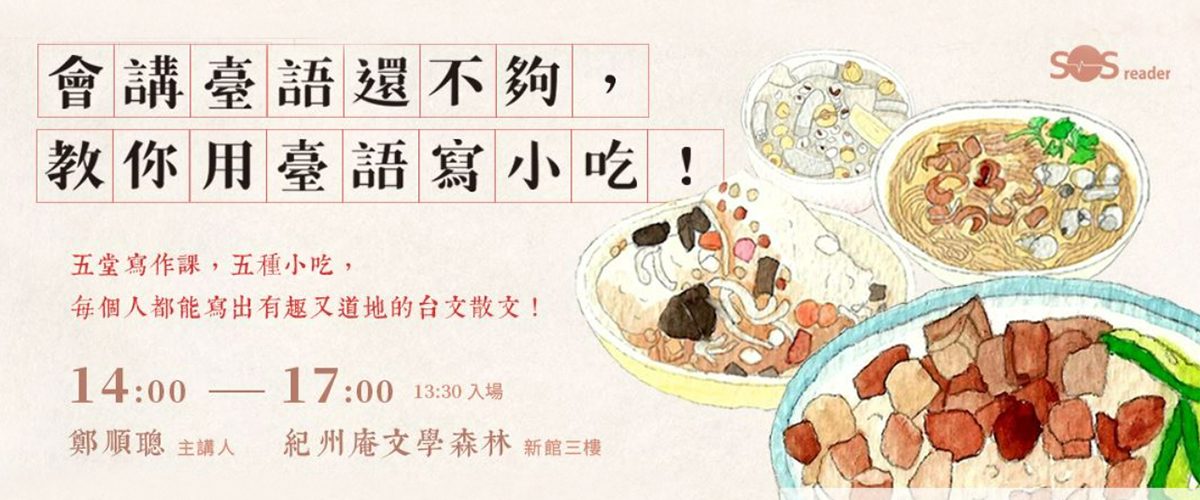 會講臺語還不夠，
教你用臺語寫小吃！
SOS reader
五堂寫作課，五種小吃，
每個人都能寫出有趣又道地的台文散文！
14:00 — 17:00 13:30 入場
鄭順聰 主講人 紀州庵文學森林 新館三樓